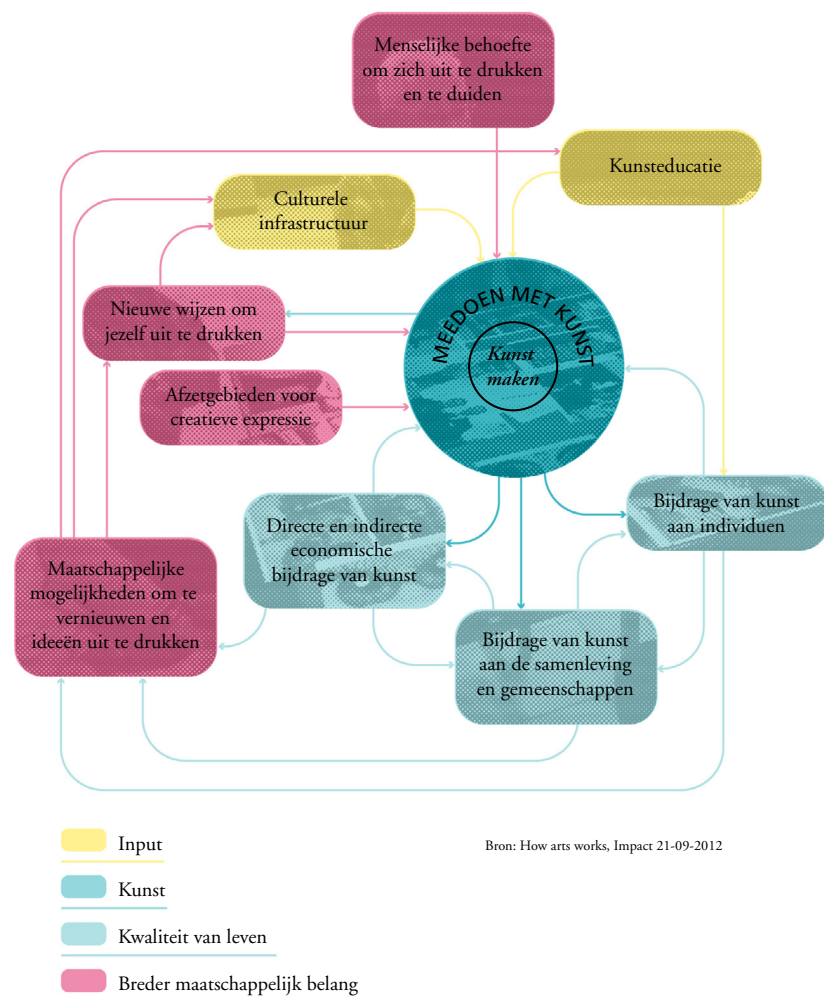 Menselijke behoefte
om zich uit te drukken
en te duiden
Kunsteducatie
Culturele
infrastructuur
Nieuwe wijzen om
jezelf uit te drukken
MEEDOEN MET KUNST
Kunst
maken
Afzetgebieden voor
creatieve expressie
Directe en indirecte
economische
bijdrage van kunst
Bijdrage van kunst
aan individuen
Maatschappelijke
mogelijkheden om te
vernieuwen en
ideeën uit te drukken
Bijdrage van kunst
aan de samenleving
en gemeenschappen
Input
Bron: How arts works, Impact 21-09-2012
Kunst
Kwaliteit van leven
Breder maatschappelijk belang